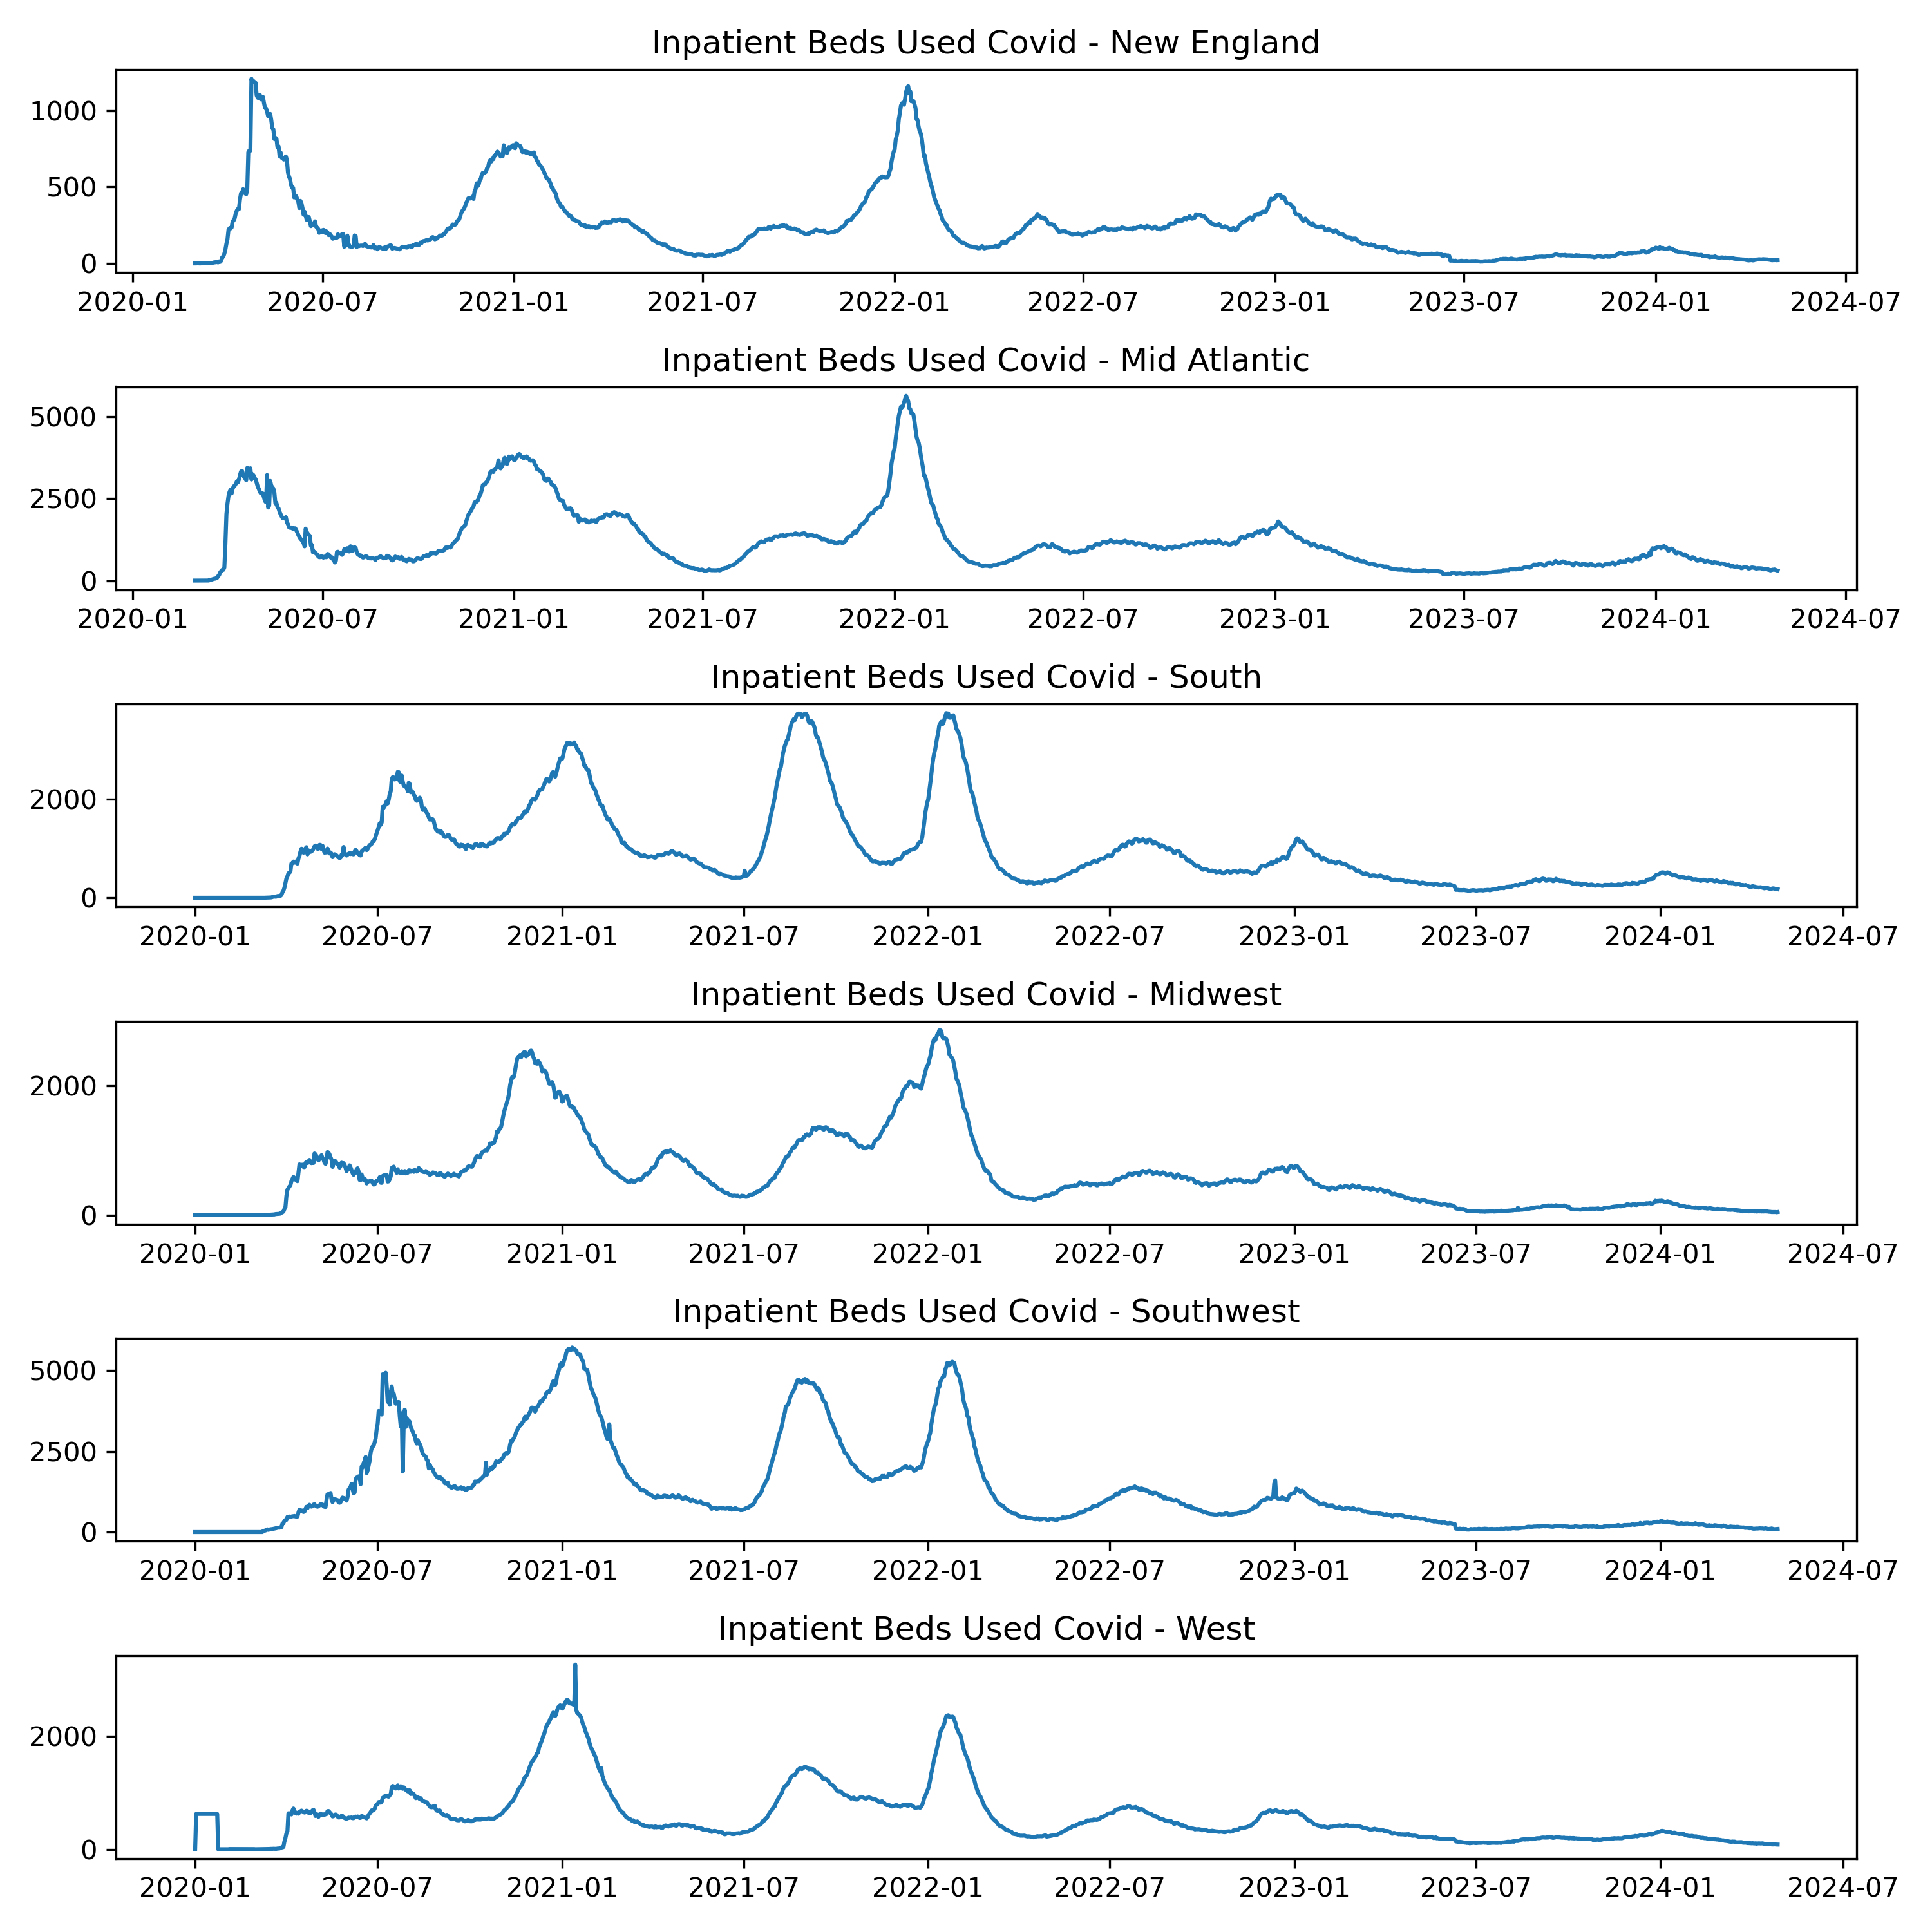 Inpatient Beds Used Covid - New England
1000
500
0
2020-01 2020-07 2021-01 2021-07 2022-01 2022-07 2023-01 2023-07 2024-01 2024-07
Inpatient Beds Used Covid - Mid Atlantic
5000
2500
0
2020-01 2020-07 2021-01 2021-07 2022-01 2022-07 2023-01 2023-07 2024-01 2024-07
Inpatient Beds Used Covid - South
2000
0
2020-01 2020-07 2021-01 2021-07 2022-01 2022-07 2023-01 2023-07 2024-01 2024-07
Inpatient Beds Used Covid - Midwest
2000
0
2020-01 2020-07 2021-01 2021-07 2022-01 2022-07 2023-01 2023-07 2024-01 2024-07
Inpatient Beds Used Covid - Southwest
5000
2500
0
2020-01 2020-07 2021-01 2021-07 2022-01 2022-07 2023-01 2023-07 2024-01 2024-07
Inpatient Beds Used Covid - West
2000
0
2020-01 2020-07 2021-01 2021-07 2022-01 2022-07 2023-01 2023-07 2024-01 2024-07